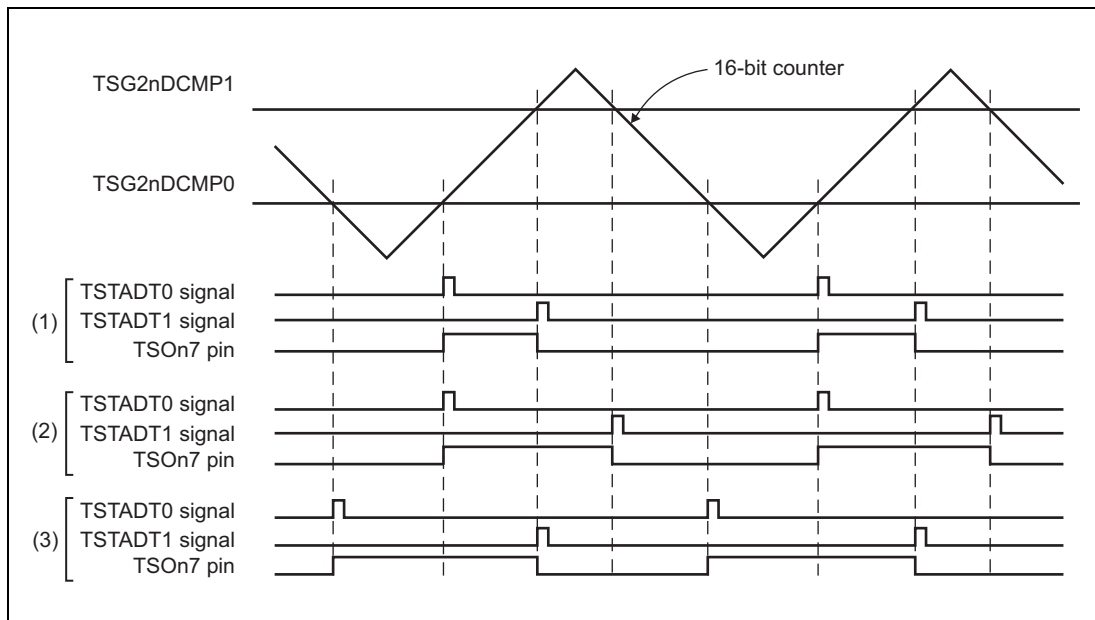 TSG2nDCMP1
16-bit counter
TSG2nDCMP0
(1)
TSTADT0 signal
TSTADT1 signal
TSOn7 pin
(2)
TSTADT0 signal
TSTADT1 signal
TSOn7 pin
(3)
TSTADT0 signal
TSTADT1 signal
TSOn7 pin